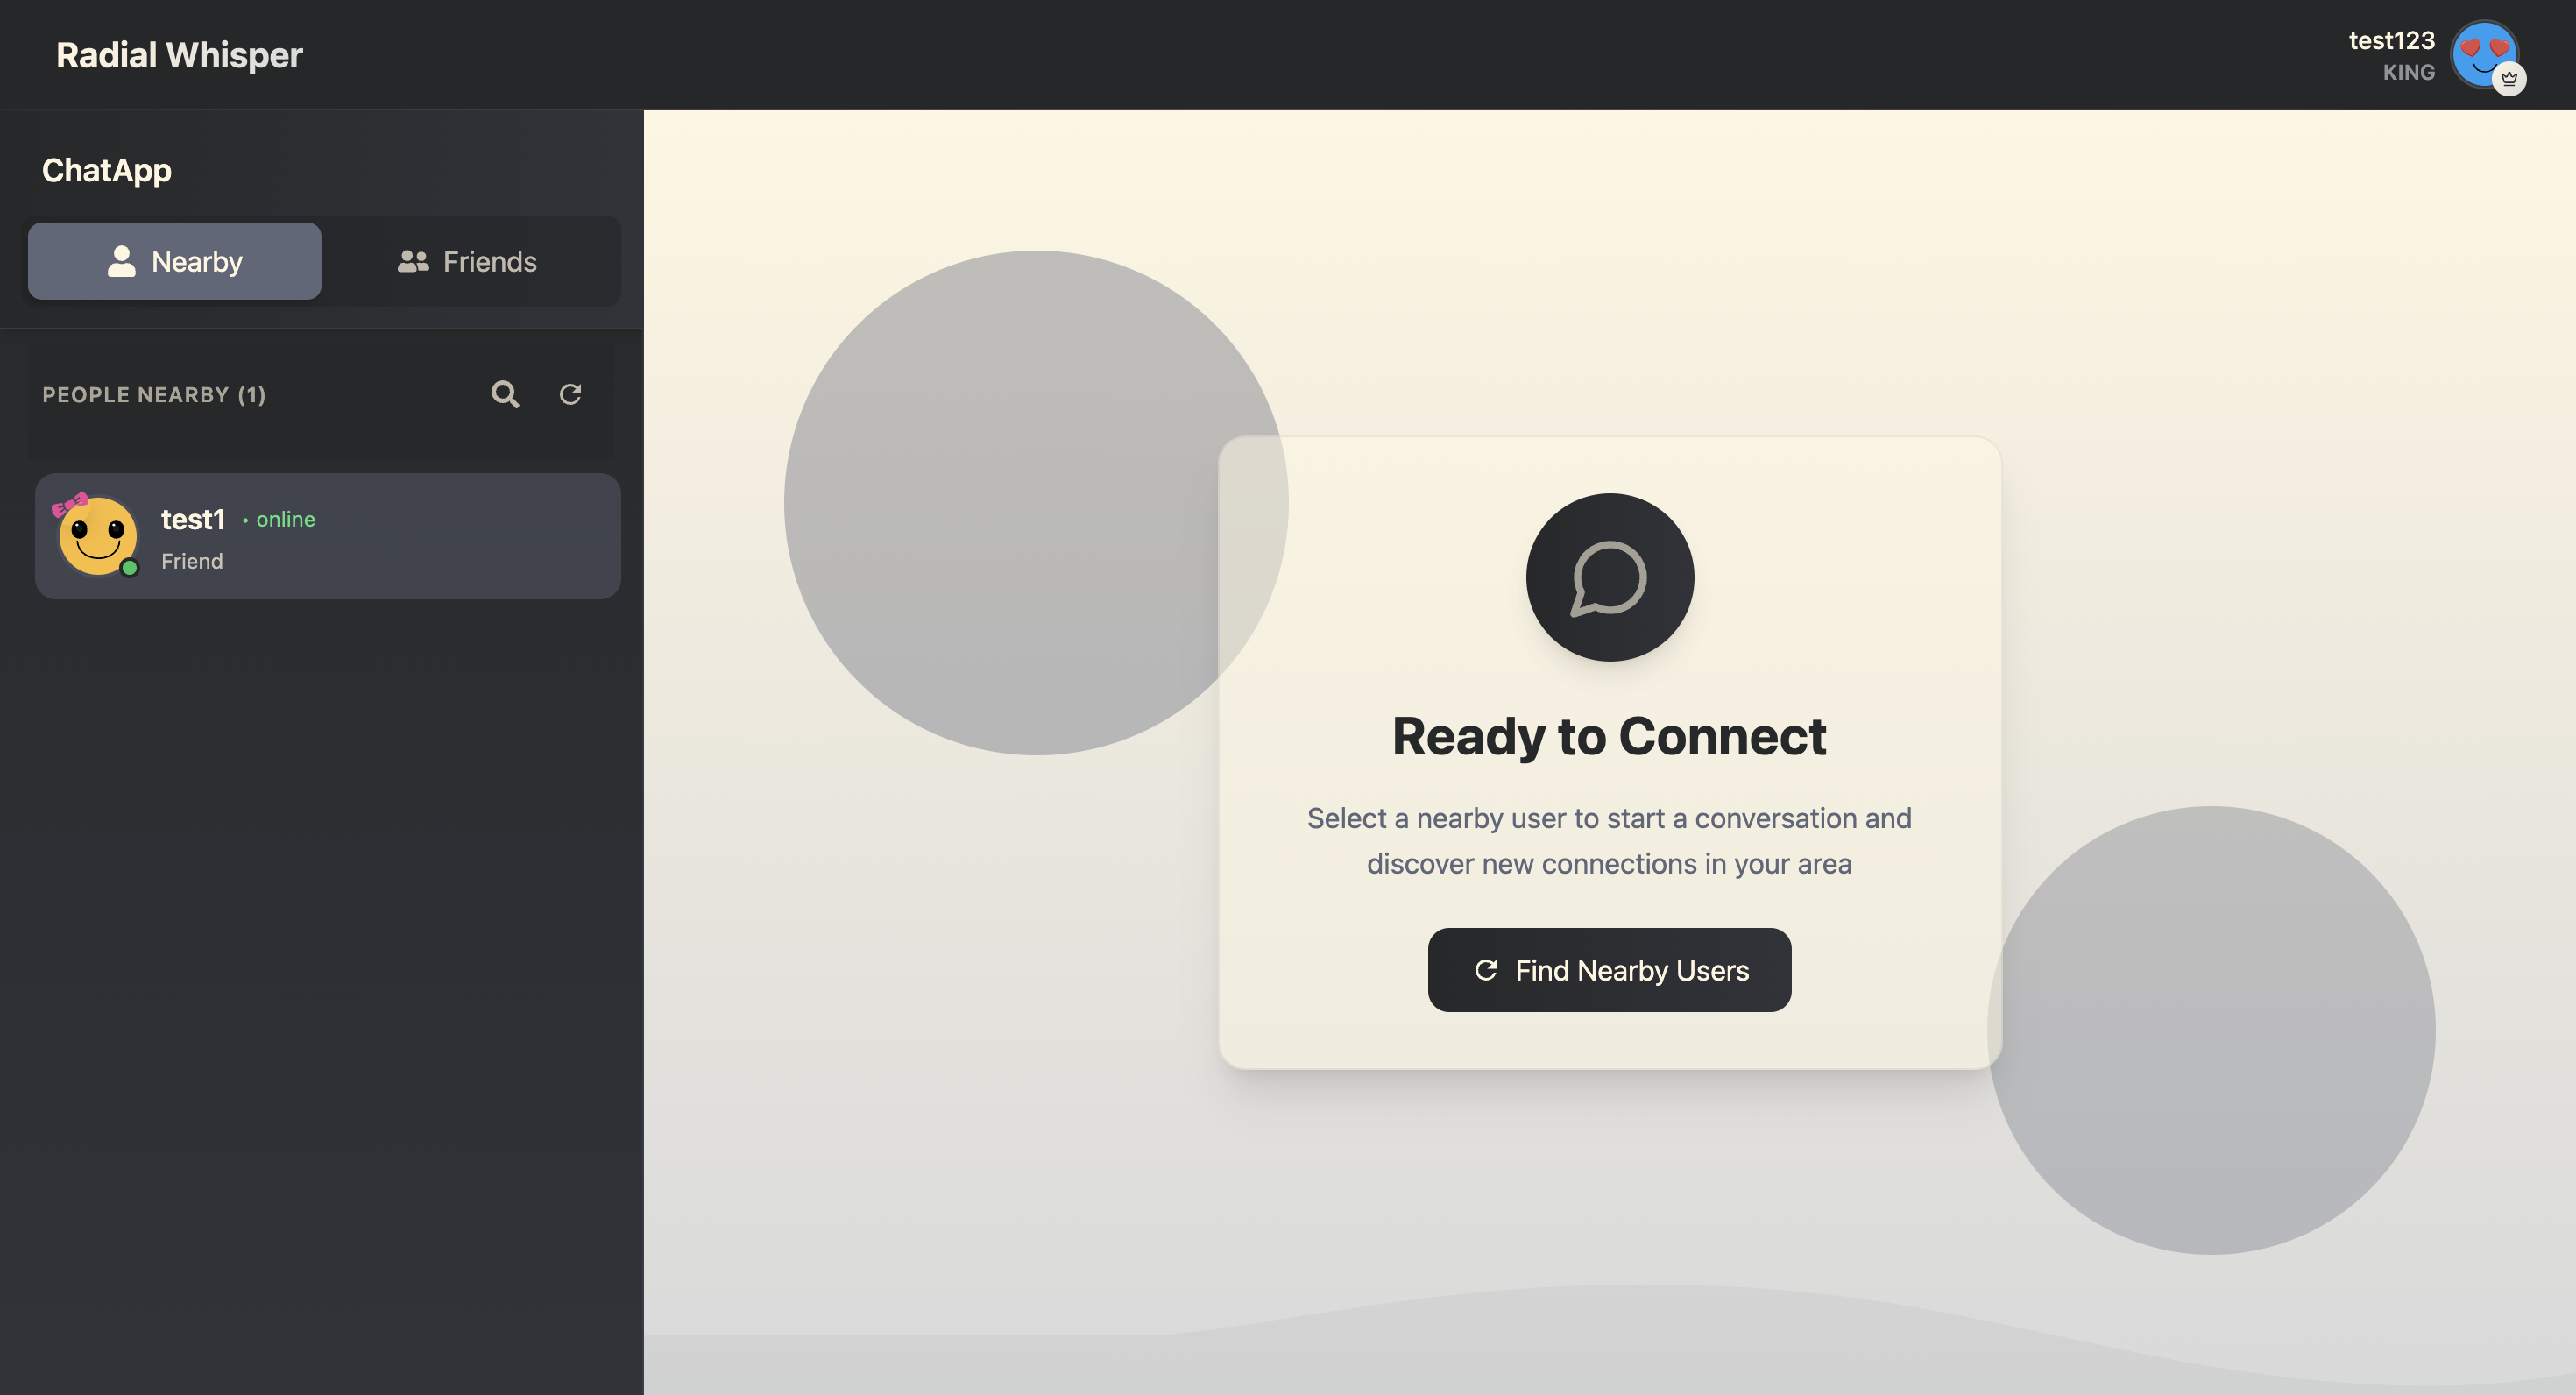 Radial Whisper
test123
KING
ChatApp
Nearby
Friends
PEOPLE NEARBY (1)
test1 • online
Friend
Ready to Connect
Select a nearby user to start a conversation and
discover new connections in your area
Find Nearby Users